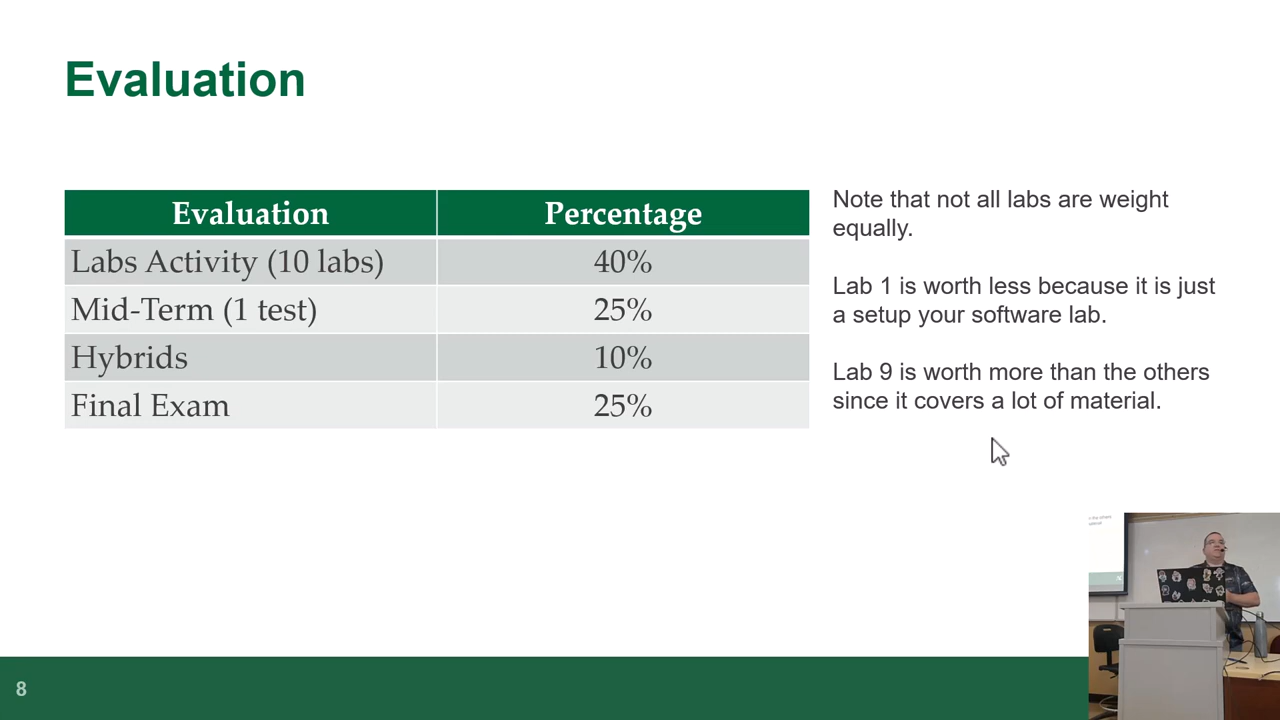 Evaluation
Evaluation Percentage
Labs Activity (10 labs) 40%
Mid-Term (1 test) 25%
Hybrids 10%
Final Exam 25%
Note that not all labs are weight
equally.
Lab 1 is worth less because it is just
a setup your software lab.
Lab 9 is worth more than the others
since it covers a lot of material.
8